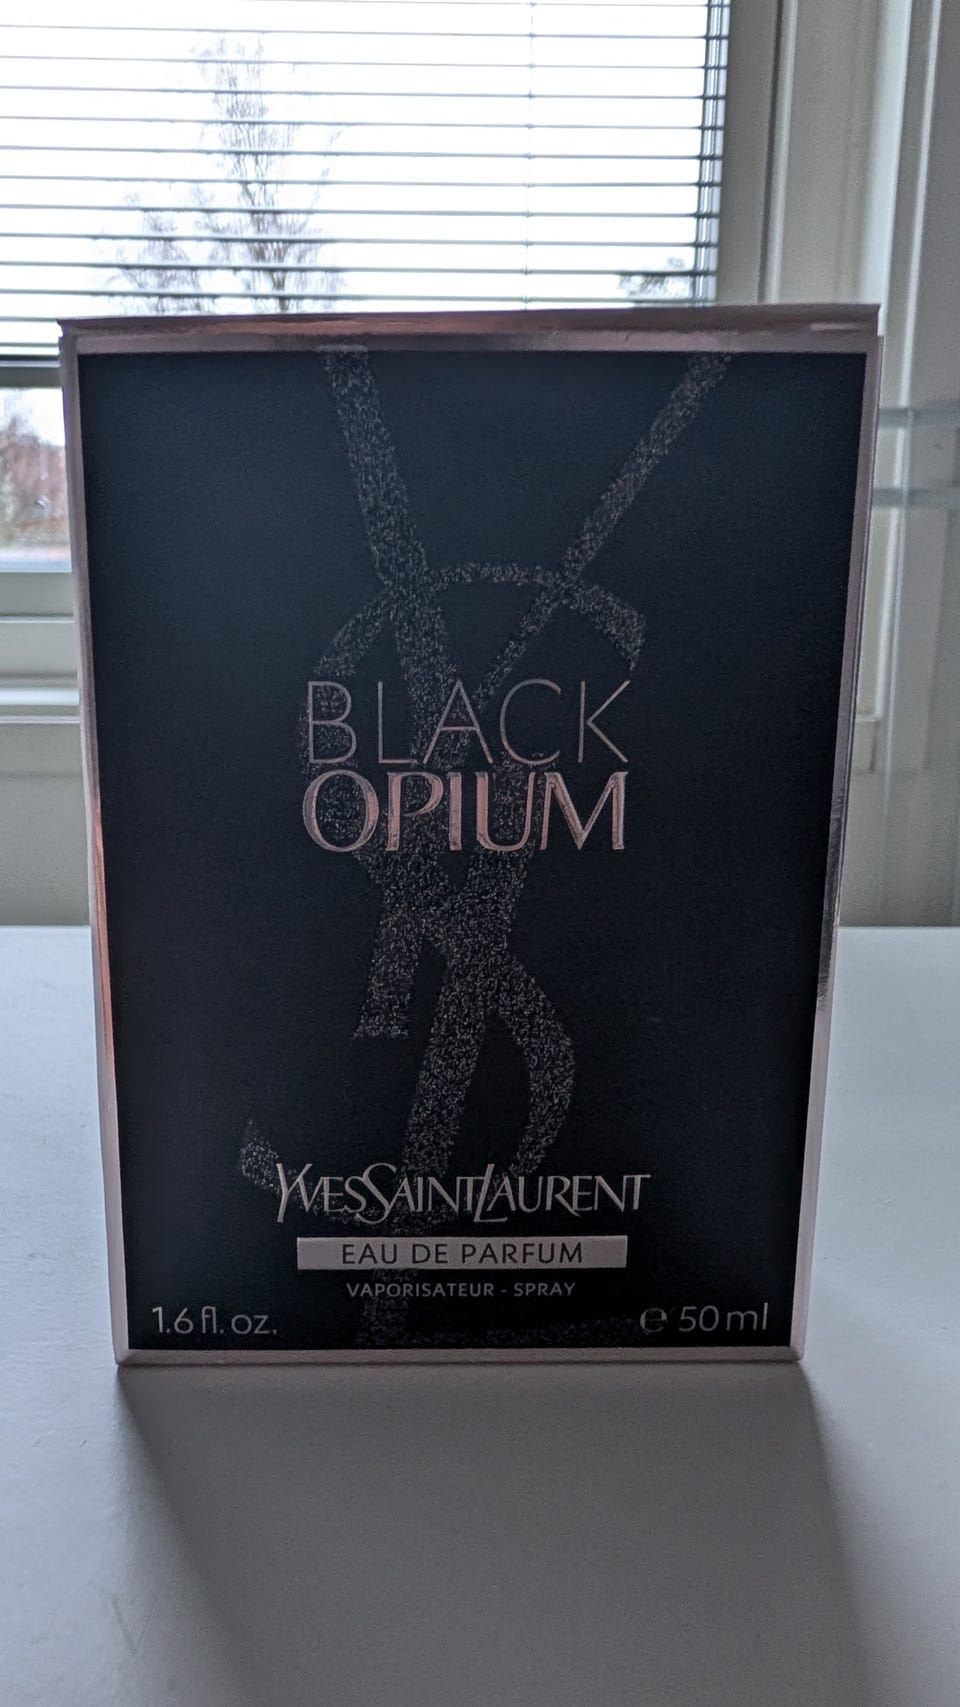 BLACK
OPIUM
YVESSAINTLAURENT
EAU DE PARFUM
VAPORISATEUR - SPRAY
1.6 fl. oz. ℮ 50 ml